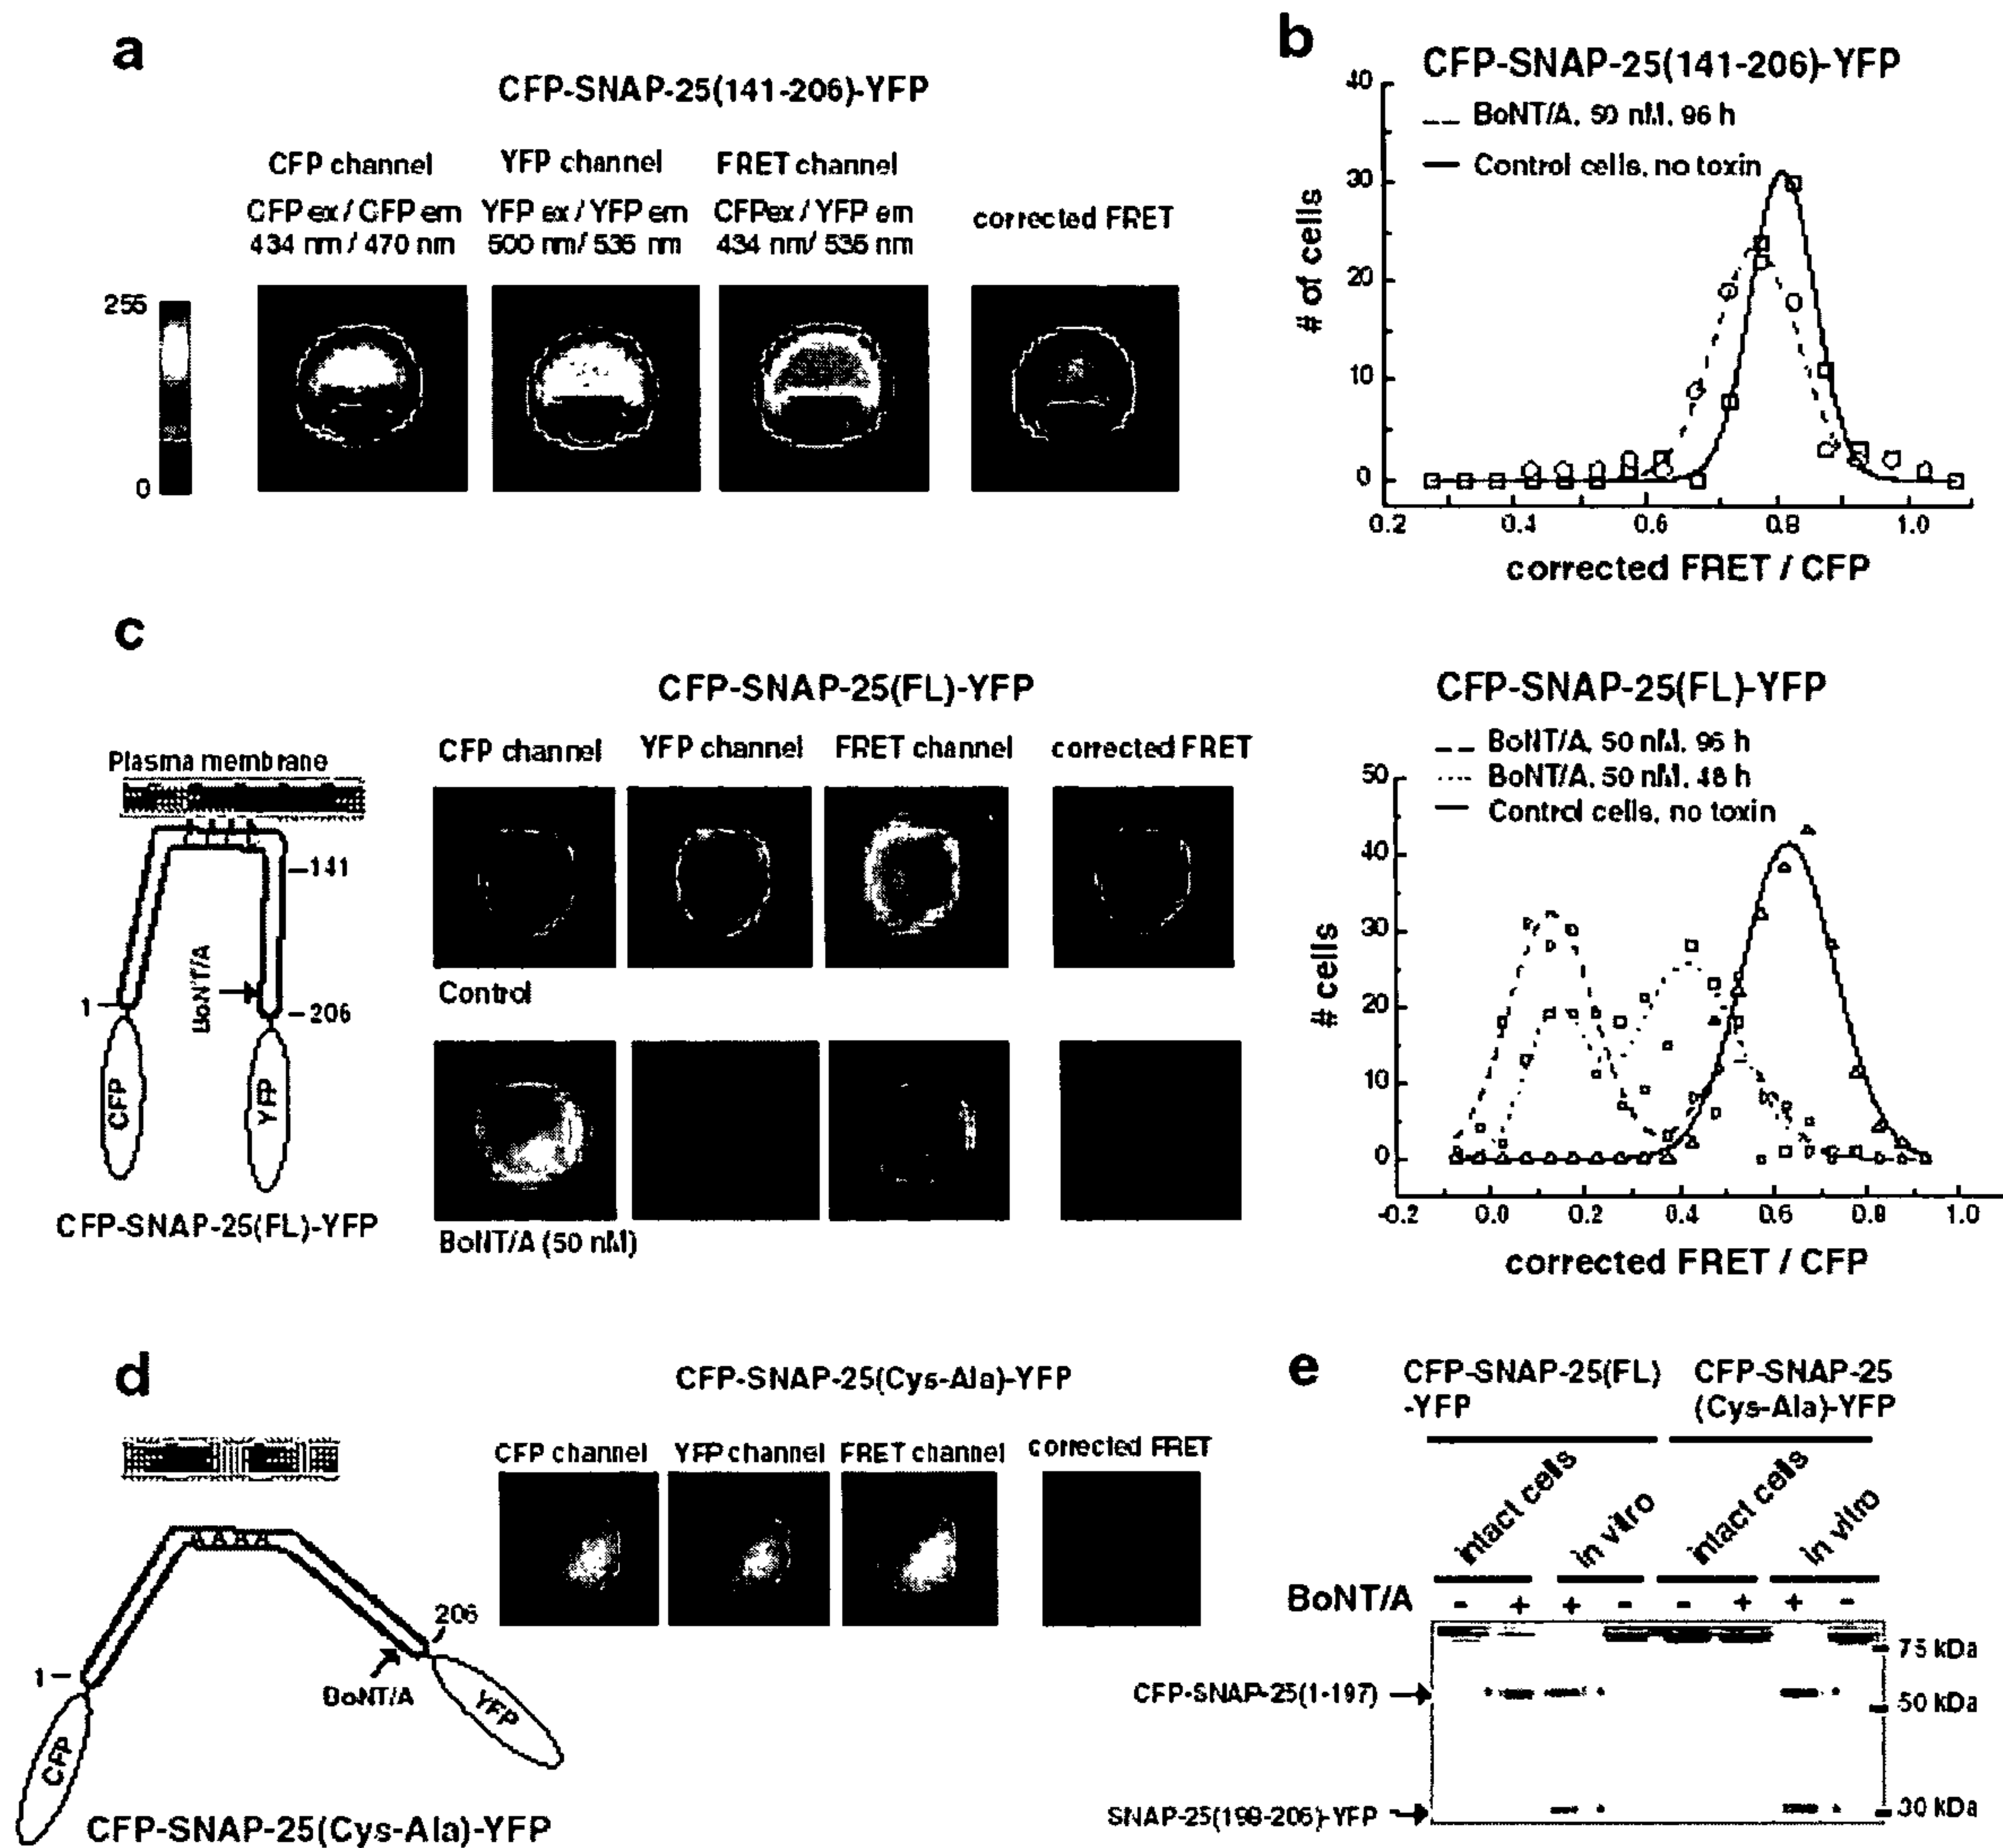 a
CFP-SNAP-25(141-206)-YFP
CFP channel
YFP channel
FRET channel
CFP ex / CFP em
434 nm / 470 nm
YFP ex / YFP em
500 nm / 535 nm
CFPex / YFP em
434 nm/ 535 nm
corrected FRET
255
0
b
CFP-SNAP-25(141-206)-YFP
BoNT/A, 50 nM, 96 h
Control cells, no toxin
# of cells
40
30
20
10
0
0.2
0.4
0.6
0.8
1.0
corrected FRET / CFP
c
CFP-SNAP-25(FL)-YFP
Plasma membrane
141
BoNT/A
1
206
CFP
YFP
CFP-SNAP-25(FL)-YFP
CFP channel
YFP channel
FRET channel
corrected FRET
Control
BoNT/A (50 nM)
CFP-SNAP-25(FL)-YFP
BoNT/A, 50 nM, 96 h
BoNT/A, 50 nM, 48 h
Control cells, no toxin
# cells
50
40
30
20
10
0
-0.2
0.0
0.2
0.4
0.6
0.8
1.0
corrected FRET / CFP
d
CFP-SNAP-25(Cys-Ala)-YFP
CFP channel
YFP channel
FRET channel
corrected FRET
A A A A
206
1
BoNT/A
CFP
YFP
CFP-SNAP-25(Cys-Ala)-YFP
e
CFP-SNAP-25(FL)
-YFP
CFP-SNAP-25
(Cys-Ala)-YFP
intact cells
in vitro
intact cells
in vitro
BoNT/A - + + - - + + -
75 kDa
CFP-SNAP-25(1-197)
50 kDa
SNAP-25(198-206)-YFP
30 kDa